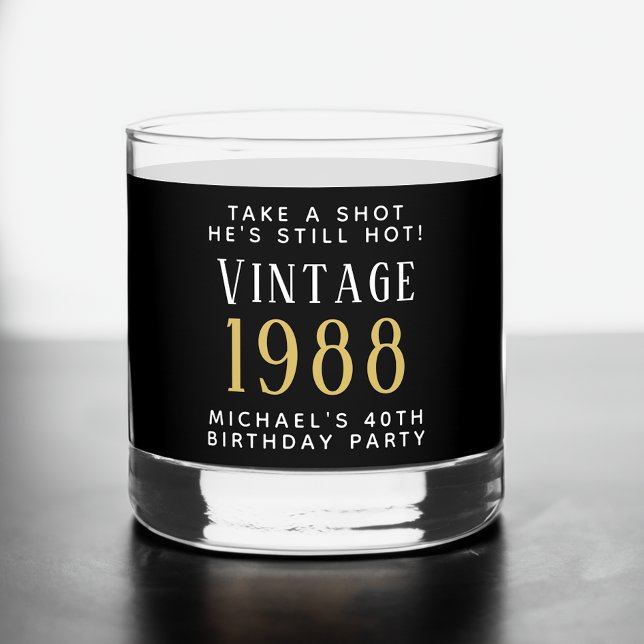 TAKE A SHOT
HE'S STILL HOT!
VINTAGE
1988
MICHAEL'S 40TH
BIRTHDAY PARTY